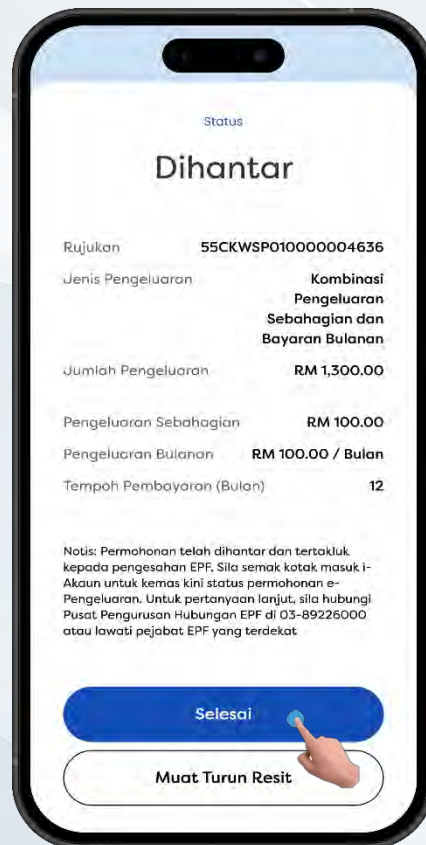 Status
Dihantar
Rujukan 55CKWSP010000004636
Jenis Pengeluaran Kombinasi
Pengeluaran
Sebahagian dan
Bayaran Bulanan
Jumlah Pengeluaran RM 1,300.00
Pengeluaran Sebahagian RM 100.00
Pengeluaran Bulanan RM 100.00 / Bulan
Tempoh Pembayaran (Bulan) 12
Notis: Permohonan telah dihantar dan tertakluk
kepada pengesahan EPF. Sila semak kotak masuk i-
Akaun untuk kemas kini status permohonan e-
Pengeluaran. Untuk pertanyaan lanjut, sila hubungi
Pusat Pengurusan Hubungan EPF di 03-89226000
atau lawati pejabat EPF yang terdekat
Selesai
Muat Turun Resit